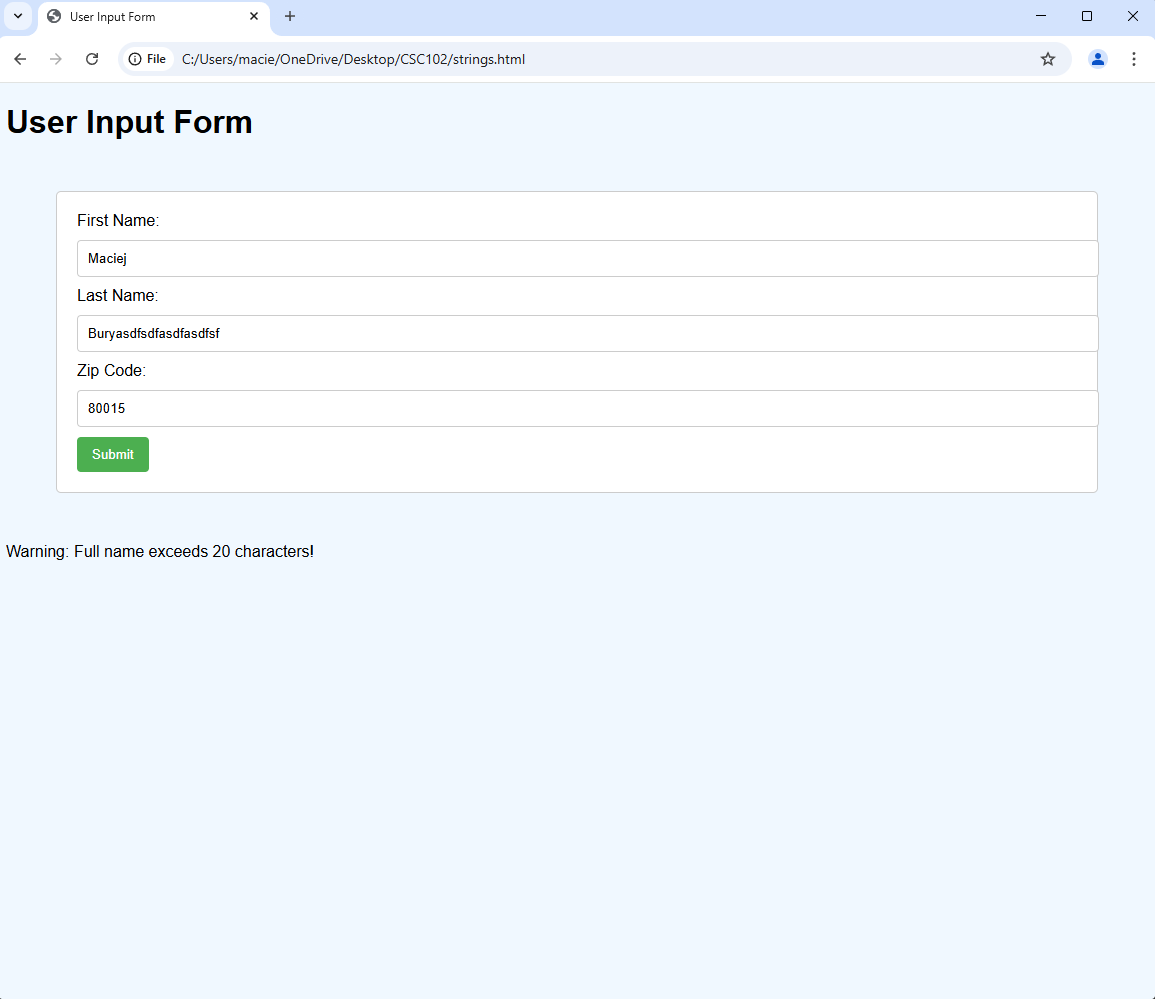 User Input Form
File C:/Users/macie/OneDrive/Desktop/CSC102/strings.html
User Input Form
First Name:
Maciej
Last Name:
Buryasdfsdfasdfasdfsf
Zip Code:
80015
Submit
Warning: Full name exceeds 20 characters!